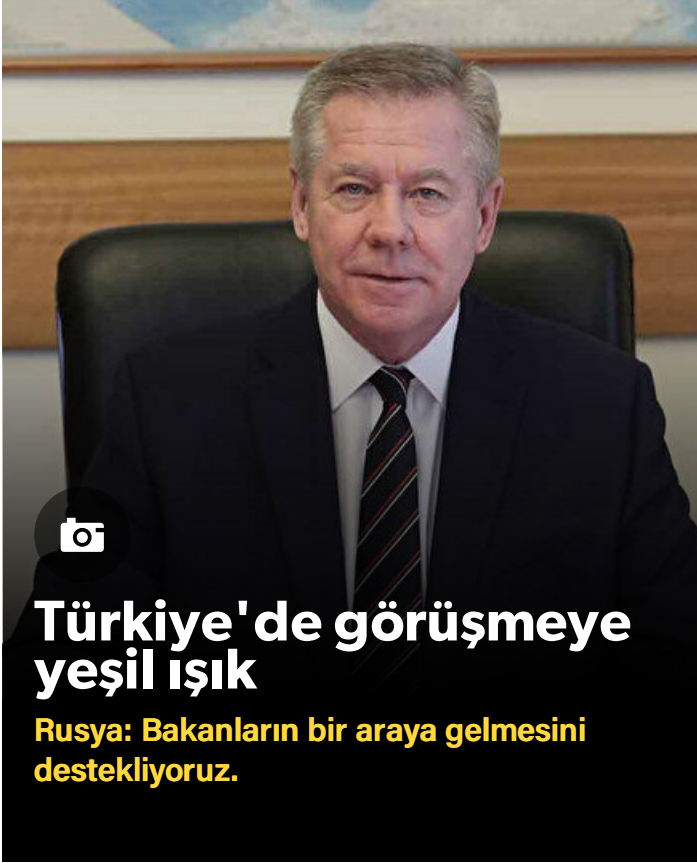 Türkiye'de görüşmeye
yeşil ışık
Rusya: Bakanların bir araya gelmesini
destekliyoruz.